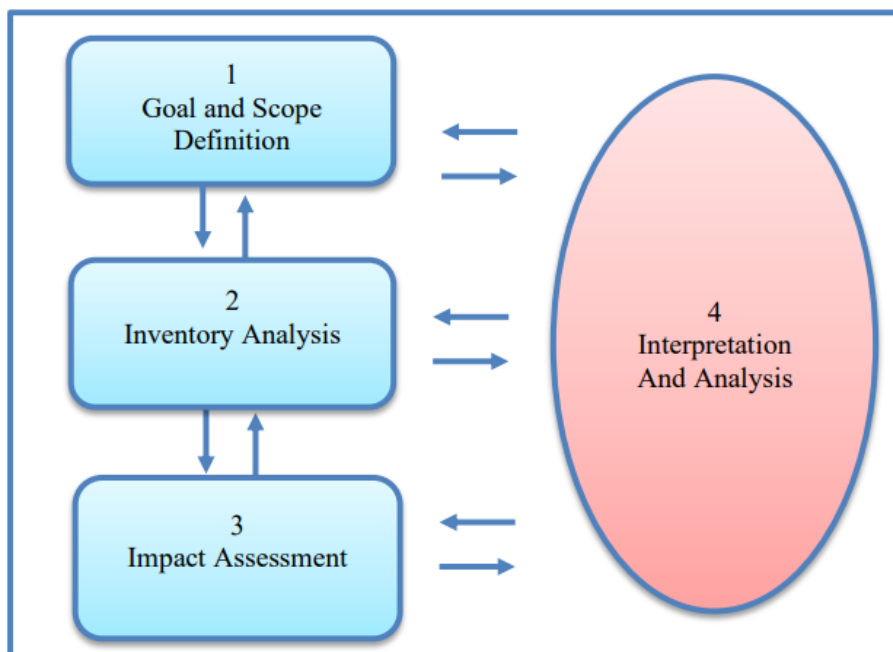 1
Goal and Scope
Definition
2
Inventory Analysis
3
Impact Assessment
4
Interpretation
And Analysis